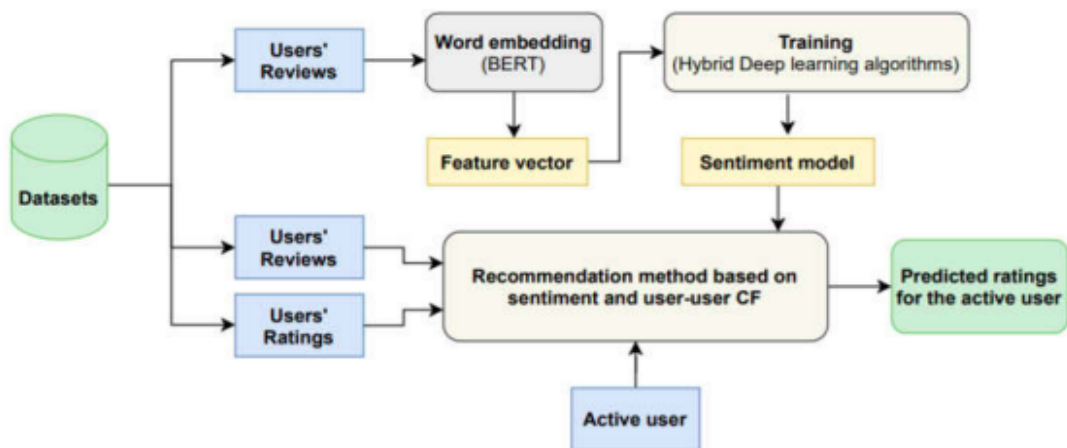 Users'
Reviews
Word embedding
(BERT)
Training
(Hybrid Deep learning algorithms)
Datasets
Feature vector
Sentiment model
Users'
Reviews
Users'
Ratings
Recommendation method based on
sentiment and user-user CF
Predicted ratings
for the active user
Active user